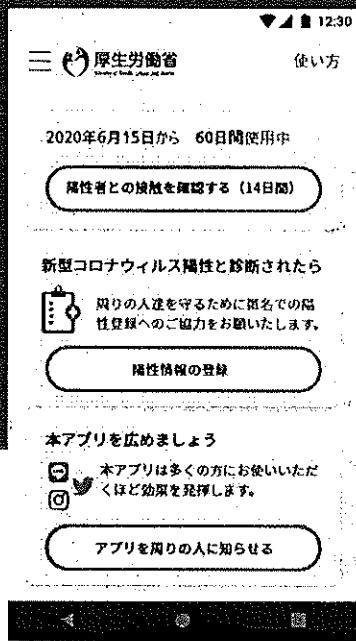 12:30
厚生労働省
使い方
2020年6月15日から 60日間使用中
陽性者との接触を確認する（14日間）
新型コロナウィルス陽性と診断されたら
周りの人達を守るために匿名での陽
性登録へのご協力をお願いたします。
陽性情報の登録
本アプリを広めましょう
本アプリは多くの方にお使いいただ
くほど効果を発揮します。
アプリを周りの人に知らせる